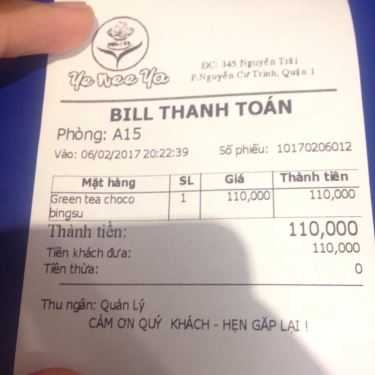 Ye Nee Ya
ĐC: 345 Nguyễn Trãi
P.Nguyễn Cư Trinh, Quận 1
BILL THANH TOÁN
Phòng: A15
Vào: 06/02/2017 20:22:39 Số phiếu: 10170206012
Mặt hàng SL Giá Thành tiền
Green tea choco bingsu 1 110,000 110,000
Thành tiền: 110,000
Tiền khách đưa: 110,000
Tiền thừa: 0
Thu ngân: Quản Lý
CẢM ƠN QUÝ KHÁCH - HẸN GẶP LẠI !